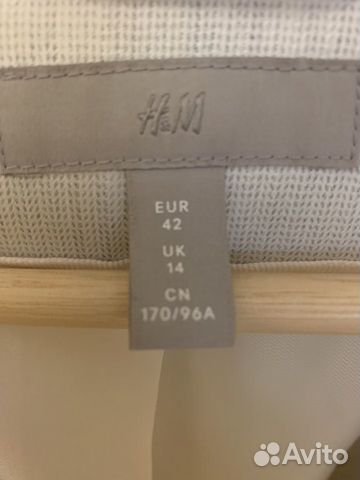 H&M
EUR
42
UK
14
CN
170/96A
Avito